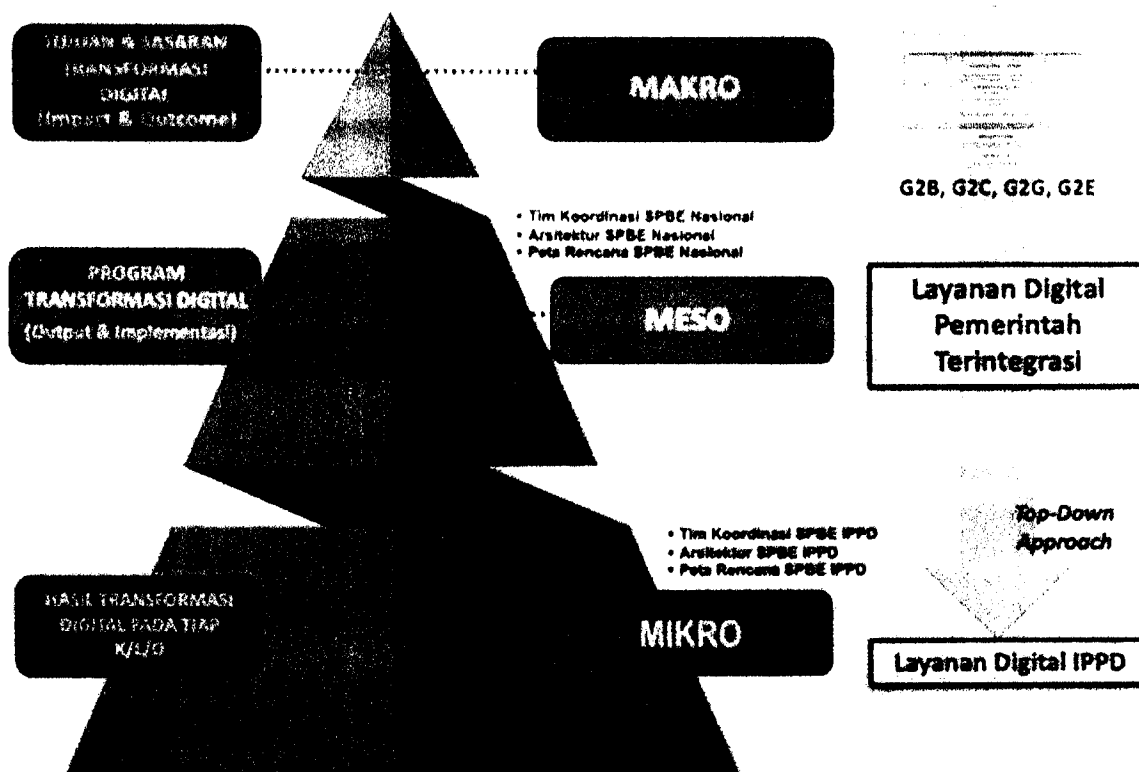 & SASARAN
TRANSFORMASI
DIGITAL
(Impact & Outcome)
MAKRO
G2B, G2C, G2G, G2E
• Tim Koordinasi SPBE Nasional
• Arsitektur SPBE Nasional
• Peta Rencana SPBE Nasional
PROGRAM
TRANSFORMASI DIGITAL
(Output & Implementasi)
MESO
Layanan Digital
Pemerintah
Terintegrasi
• Tim Koordinasi SPBE IPPD
• Arsitektur SPBE IPPD
• Peta Rencana SPBE IPPD
Top-Down
Approach
HASIL TRANSFORMASI
DIGITAL PADA TIAP
K/L/D
MIKRO
Layanan Digital IPPD